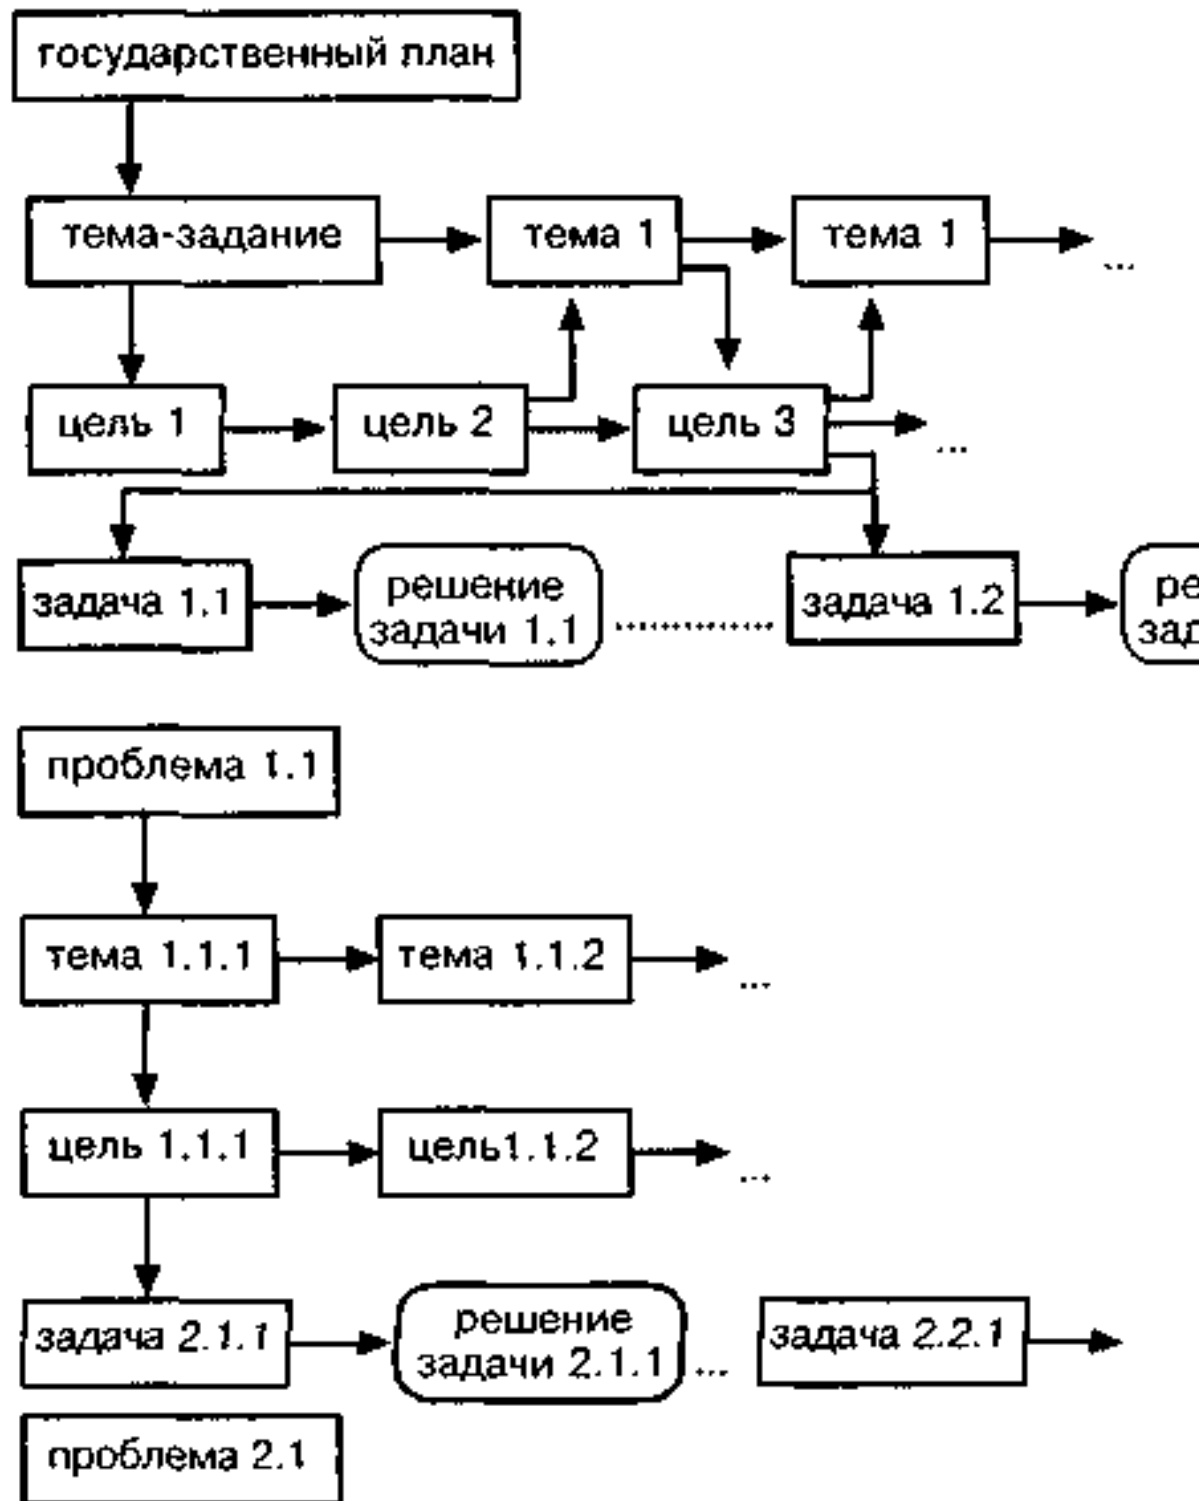 государственный план
тема-задание
тема 1
тема 1
...
цель 1
цель 2
цель 3
...
задача 1.1
решение
задачи 1.1
.............
задача 1.2
проблема 1.1
тема 1.1.1
тема 1.1.2
...
цель 1.1.1
цель1.1.2
...
задача 2.1.1
решение
задачи 2.1.1
...
задача 2.2.1
проблема 2.1